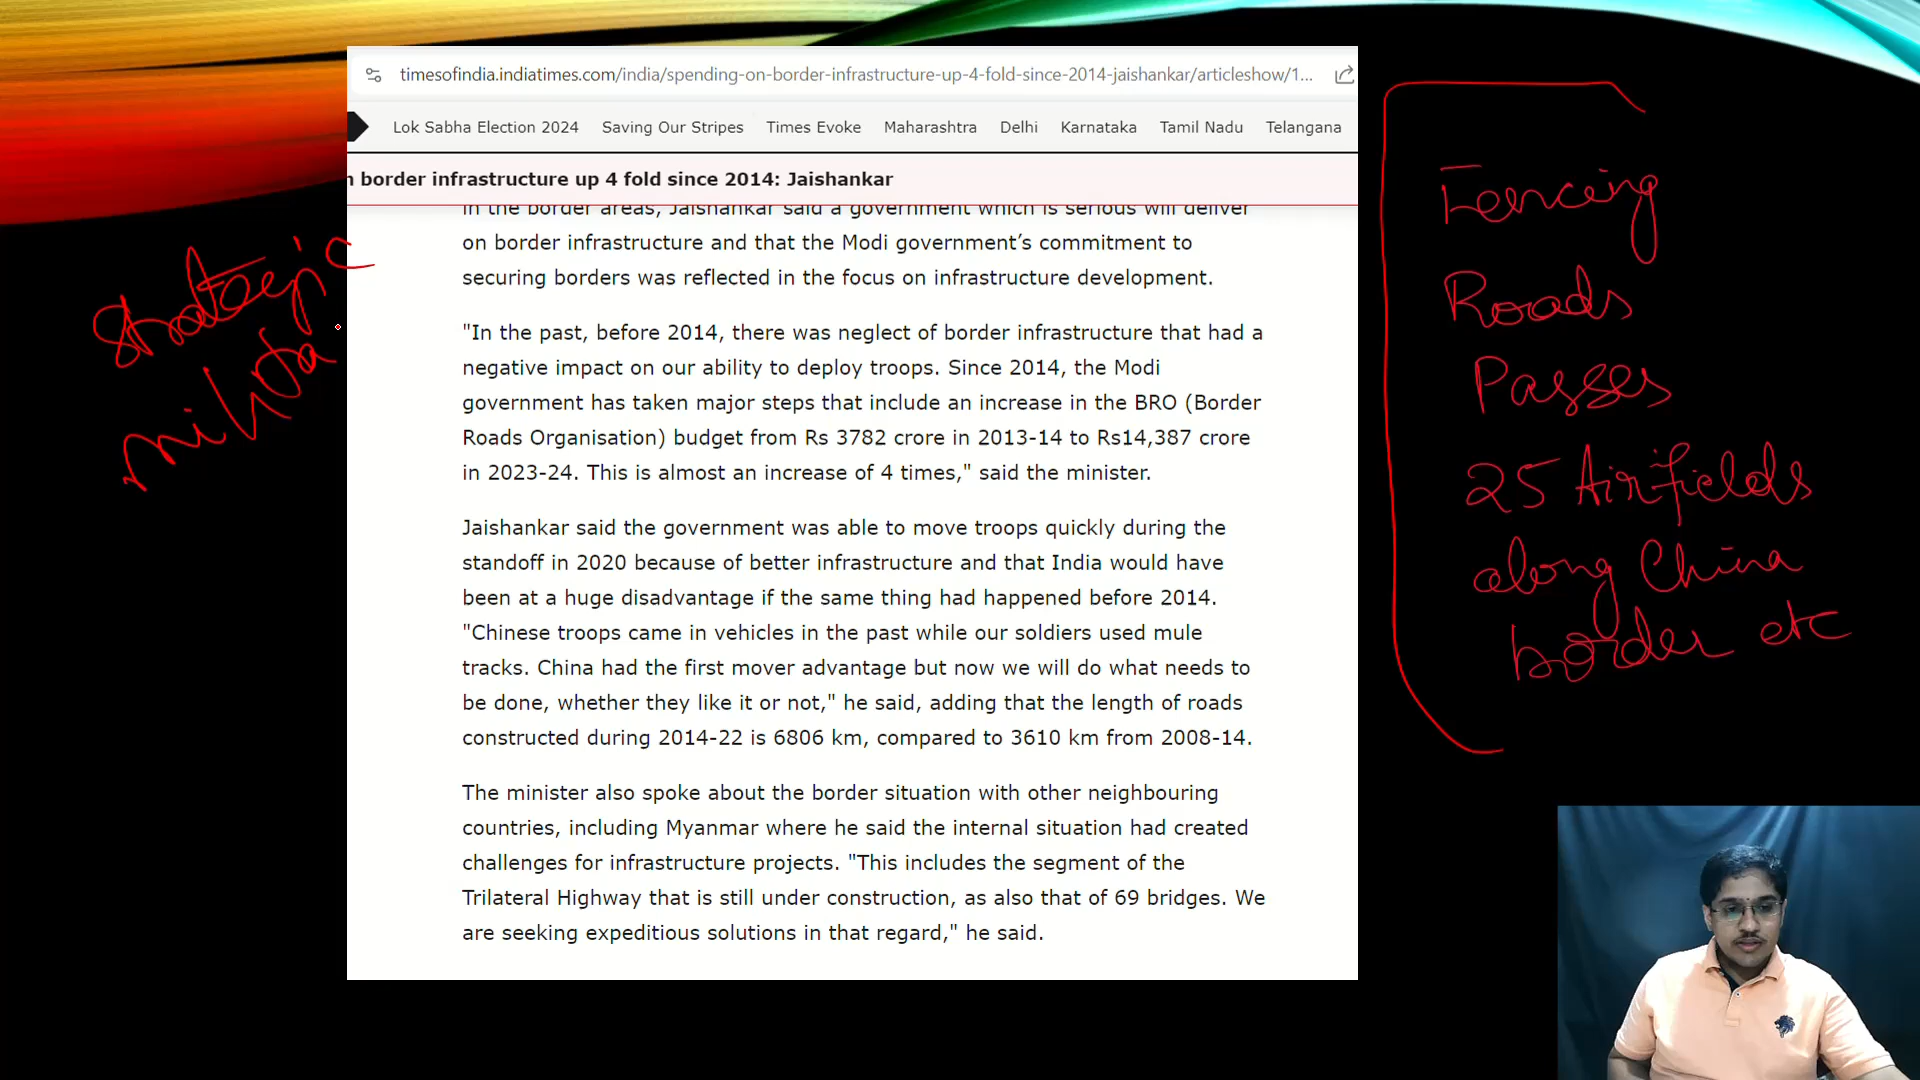 timesofindia.indiatimes.com/india/spending-on-border-infrastructure-up-4-fold-since-2014-jaishankar/articleshow/1...
Lok Sabha Election 2024 Saving Our Stripes Times Evoke Maharashtra Delhi Karnataka Tamil Nadu Telangana
n border infrastructure up 4 fold since 2014: Jaishankar
in the border areas, Jaishankar said a government which is serious will deliver
on border infrastructure and that the Modi government’s commitment to
securing borders was reflected in the focus on infrastructure development.
"In the past, before 2014, there was neglect of border infrastructure that had a
negative impact on our ability to deploy troops. Since 2014, the Modi
government has taken major steps that include an increase in the BRO (Border
Roads Organisation) budget from Rs 3782 crore in 2013-14 to Rs14,387 crore
in 2023-24. This is almost an increase of 4 times," said the minister.
Jaishankar said the government was able to move troops quickly during the
standoff in 2020 because of better infrastructure and that India would have
been at a huge disadvantage if the same thing had happened before 2014.
"Chinese troops came in vehicles in the past while our soldiers used mule
tracks. China had the first mover advantage but now we will do what needs to
be done, whether they like it or not," he said, adding that the length of roads
constructed during 2014-22 is 6806 km, compared to 3610 km from 2008-14.
The minister also spoke about the border situation with other neighbouring
countries, including Myanmar where he said the internal situation had created
challenges for infrastructure projects. "This includes the segment of the
Trilateral Highway that is still under construction, as also that of 69 bridges. We
are seeking expeditious solutions in that regard," he said.
Strategic
milita
Fencing
Roads
Passes
25 Airfields
along China
border etc